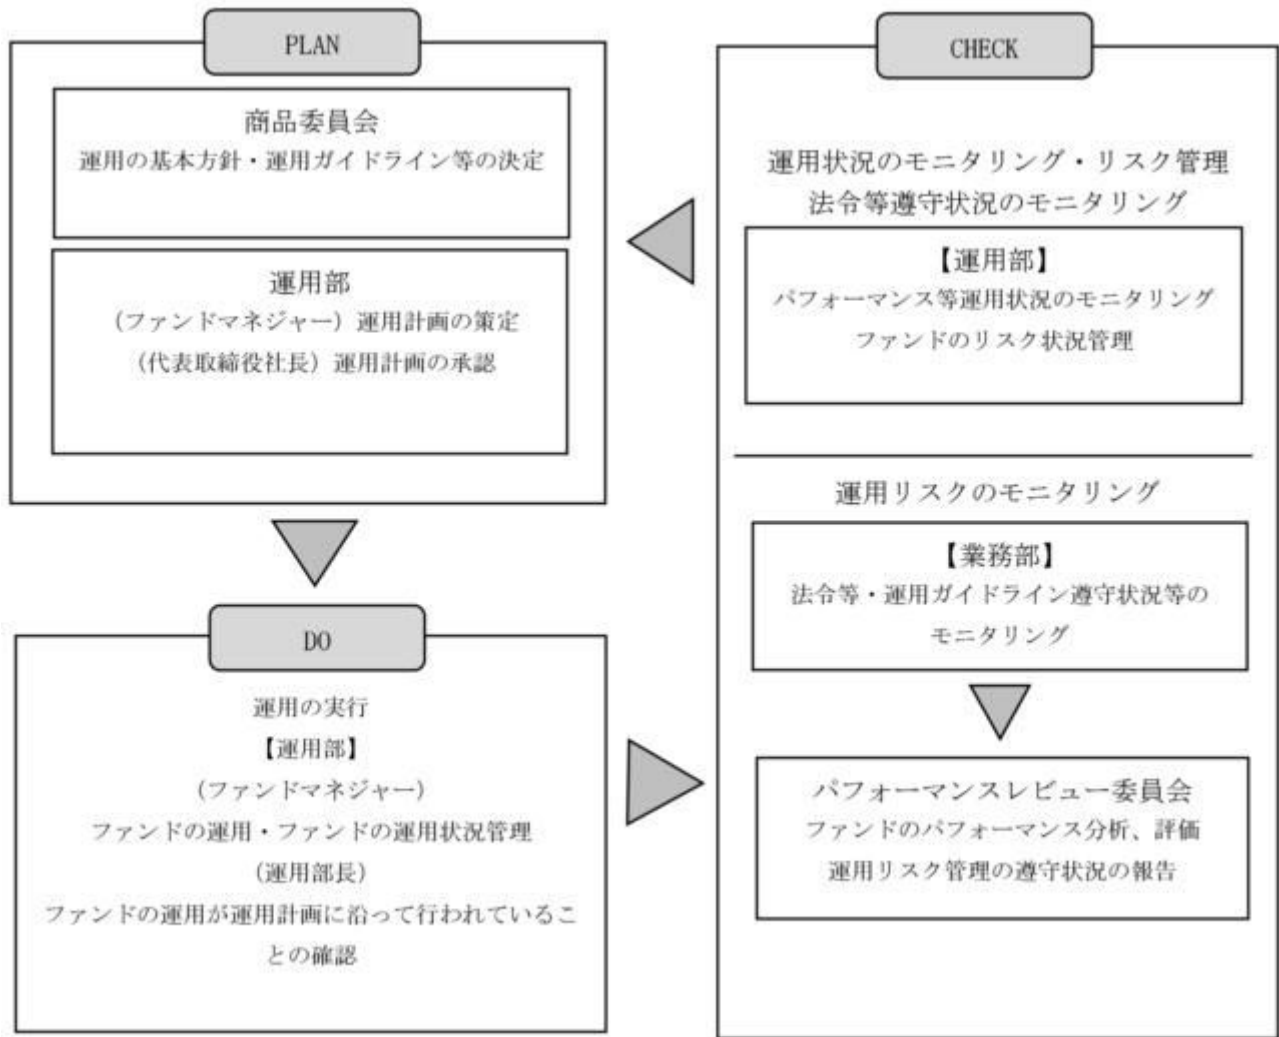 PLAN
商品委員会
運用の基本方針・運用ガイドライン等の決定
運用部
(ファンドマネジャー)運用計画の策定
(代表取締役社長)運用計画の承認
DO
運用の実行
【運用部】
(ファンドマネジャー)
ファンドの運用・ファンドの運用状況管理
(運用部長)
ファンドの運用が運用計画に沿って行われているこ
との確認
CHECK
運用状況のモニタリング・リスク管理
法令等遵守状況のモニタリング
【運用部】
パフォーマンス等運用状況のモニタリング
ファンドのリスク状況管理
運用リスクのモニタリング
【業務部】
法令等・運用ガイドライン遵守状況等の
モニタリング
パフォーマンスレビュー委員会
ファンドのパフォーマンス分析、評価
運用リスク管理の遵守状況の報告